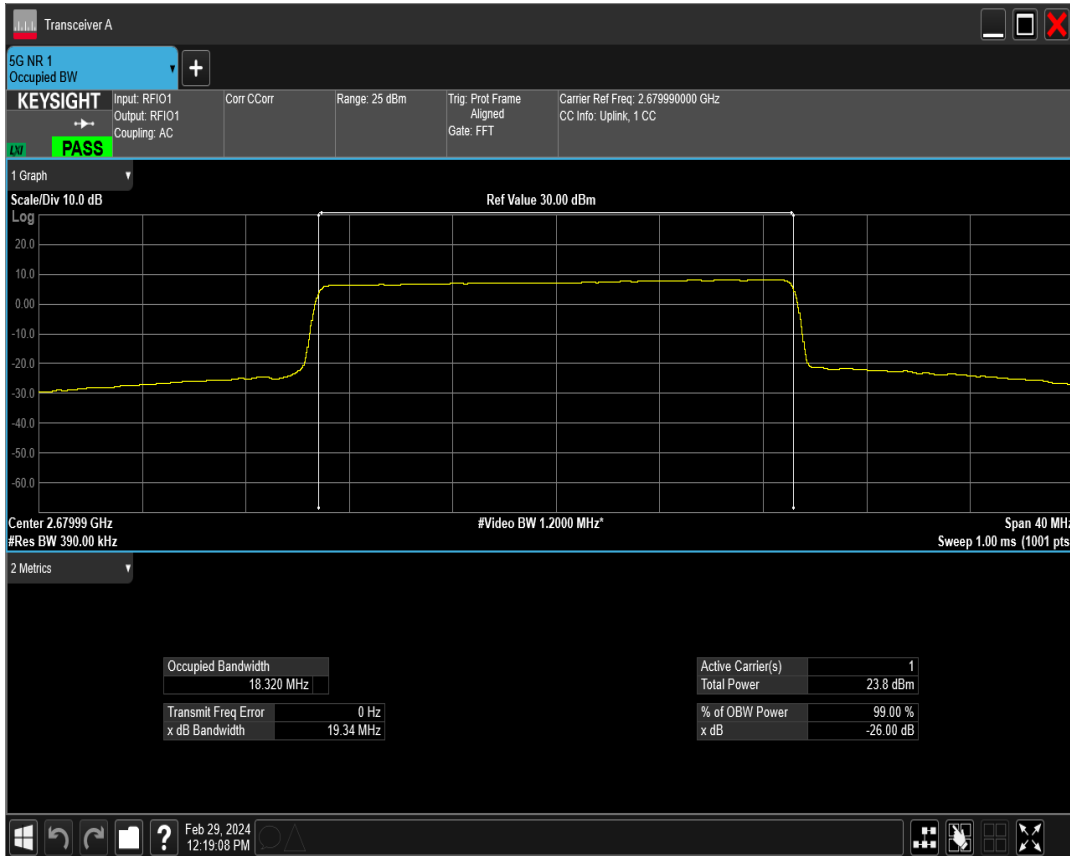 Transceiver A
5G NR 1
Occupied BW
KEYSIGHT
LXI
PASS
Input: RFIO1
Output: RFIO1
Coupling: AC
Corr CCorr
Range: 25 dBm
Trig: Prot Frame
Aligned
Gate: FFT
Carrier Ref Freq: 2.679990000 GHz
CC Info: Uplink, 1 CC
1 Graph
Scale/Div 10.0 dB
Ref Value 30.00 dBm
Log
20.0
10.0
0.00
-10.0
-20.0
-30.0
-40.0
-50.0
-60.0
Center 2.67999 GHz
#Video BW 1.2000 MHz*
Span 40 MHz
#Res BW 390.00 kHz
Sweep 1.00 ms (1001 pts
2 Metrics
Occupied Bandwidth
18.320 MHz
Transmit Freq Error 0 Hz
x dB Bandwidth 19.34 MHz
Active Carrier(s) 1
Total Power 23.8 dBm
% of OBW Power 99.00 %
x dB -26.00 dB
?
Feb 29, 2024
12:19:08 PM